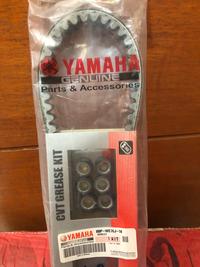 YAMAHA
GENUINE
Parts & Accessories
CVT GREASE KIT
YAMAHA
1 KIT